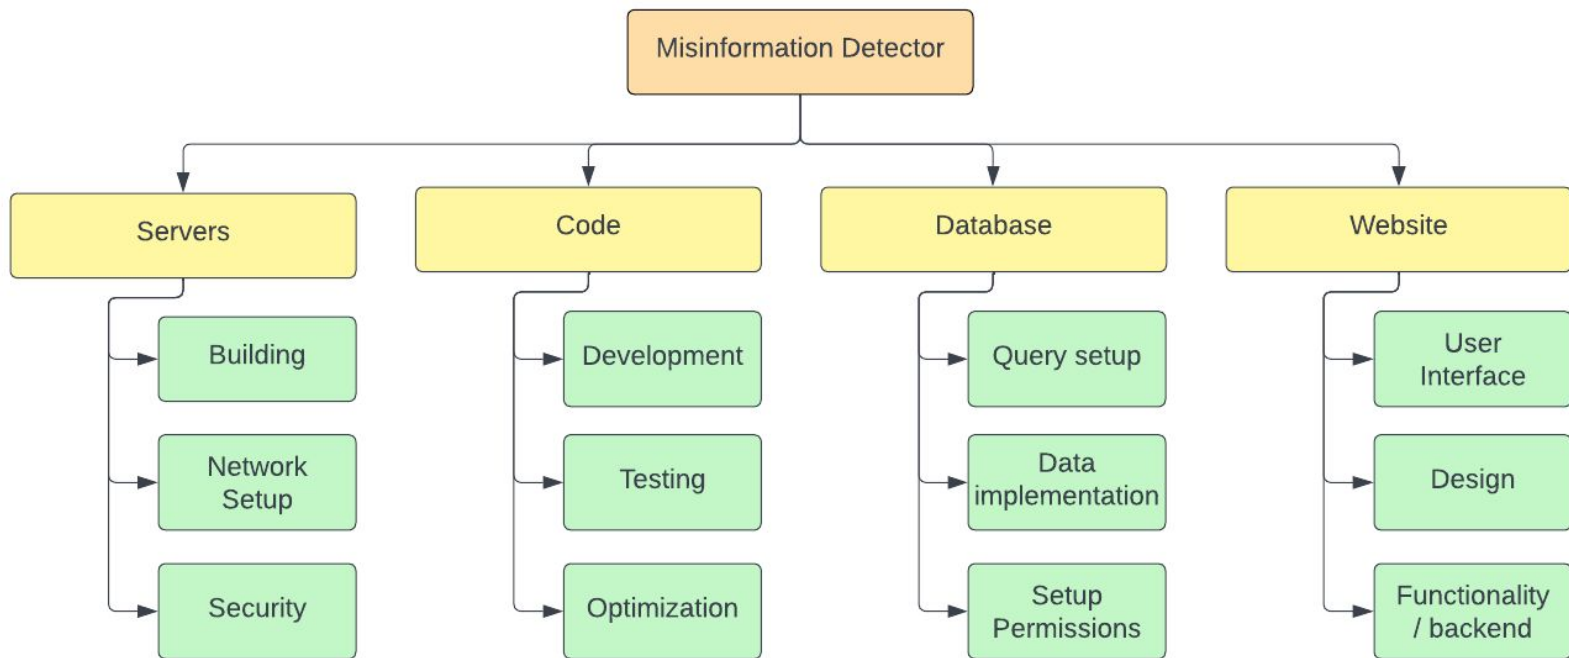 Misinformation Detector
Servers
Code
Database
Website
Building
Development
Query setup
User
Interface
Network
Setup
Testing
Data
implementation
Design
Security
Optimization
Setup
Permissions
Functionality
/ backend